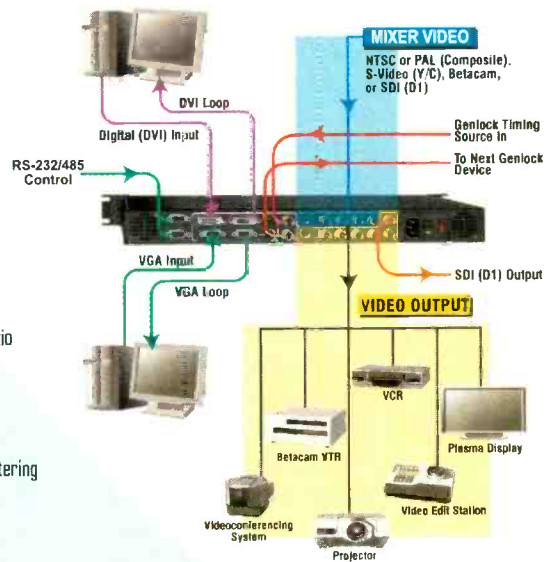 MIXER VIDEO
NTSC or PAL (Composite),
S-Video (Y/C), Betacam,
or SDI (D1)
DVI Loop
Digital (DVI) Input
Genlock Timing
Source In
To Next Genlock
Device
RS-232/485
Control
VGA Input
VGA Loop
SDI (D1) Output
VIDEO OUTPUT
VCR
Plasma Display
Betacam VTR
Video Edit Station
Videoconferencing
System
Projector